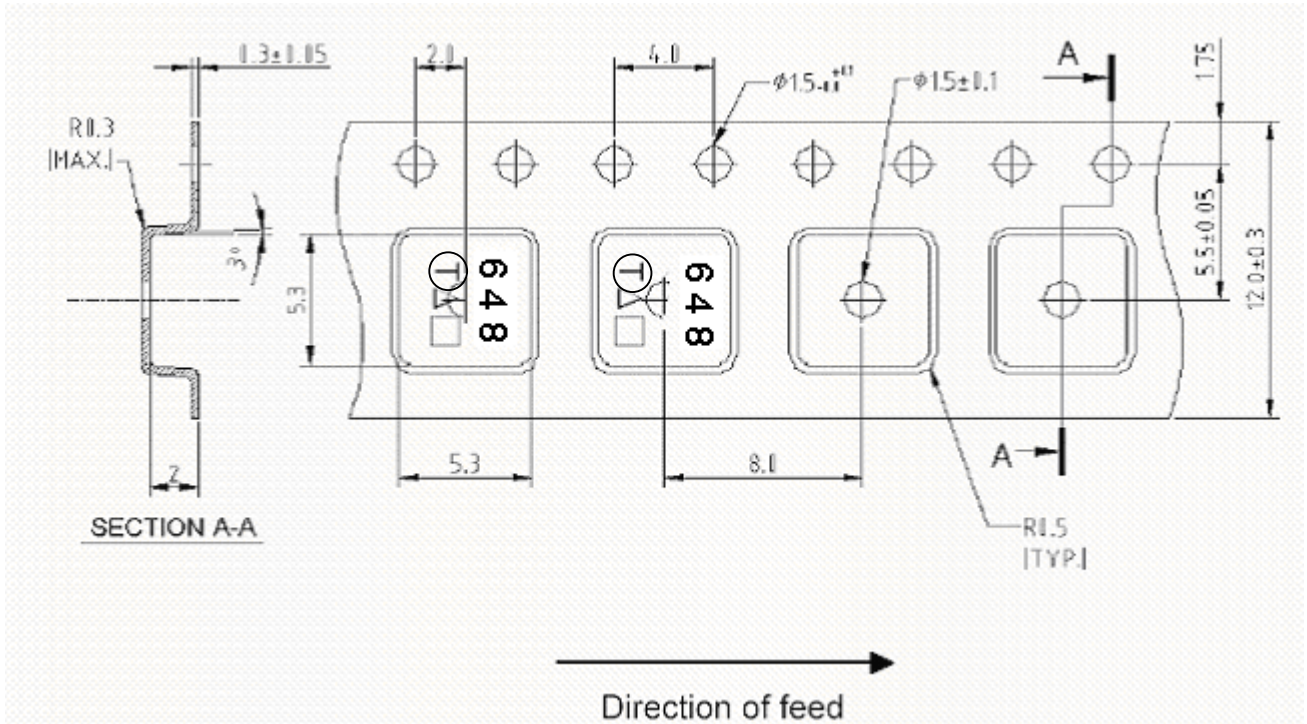 0.3±0.05
2.0
4.0
ϕ1.5
ϕ1.5±0.1
A
1.75
R0.3
[MAX.]
3°
5.3
T 648
T 648
5.5±0.05
12.0±0.3
2
5.3
8.0
A
SECTION A-A
R0.5
[TYP.]
Direction of feed